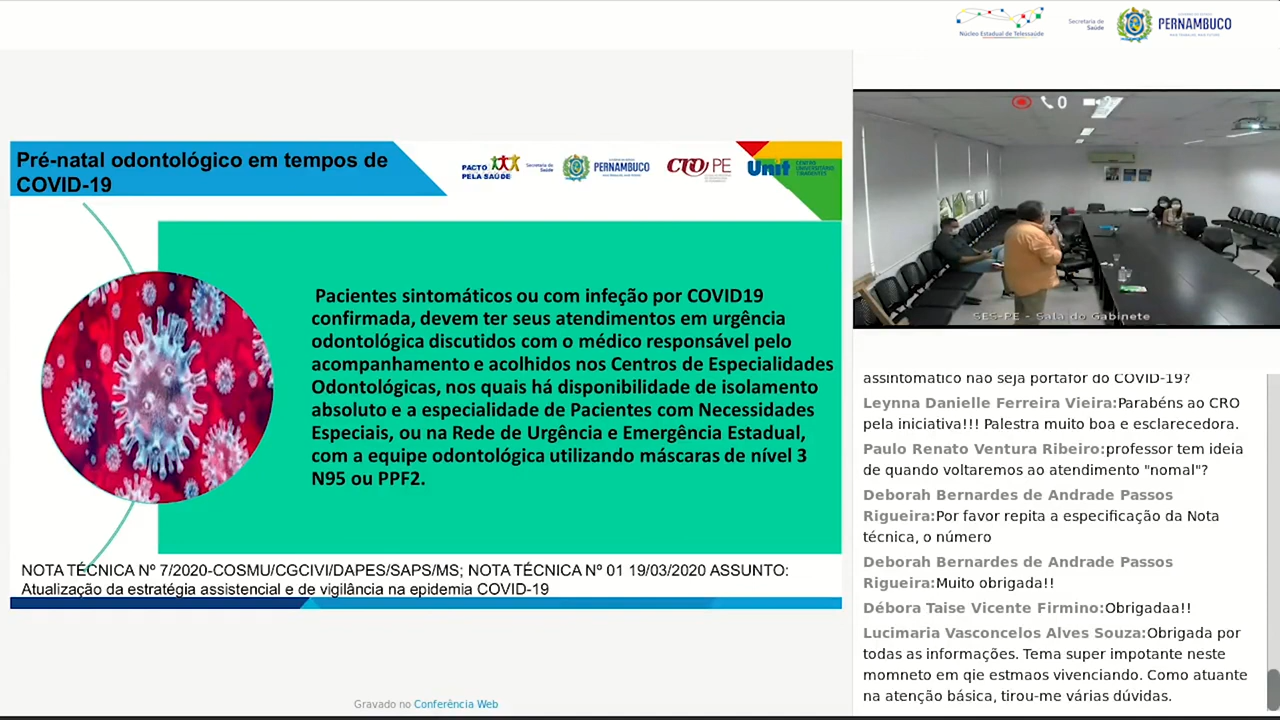 Núcleo Estadual de Telessaúde
Secretaria de
Saúde
PERNAMBUCO
Pré-natal odontológico em tempos de
COVID-19
PACTO
PELA SAÚDE
Secretaria de
Saúde
PERNAMBUCO
CRO PE
Unit
CENTRO
UNIVERSITÁRIO
TIRADENTES
Pacientes sintomáticos ou com infeção por COVID19
confirmada, devem ter seus atendimentos em urgência
odontológica discutidos com o médico responsável pelo
acompanhamento e acolhidos nos Centros de Especialidades
Odontológicas, nos quais há disponibilidade de isolamento
absoluto e a especialidade de Pacientes com Necessidades
Especiais, ou na Rede de Urgência e Emergência Estadual,
com a equipe odontológica utilizando máscaras de nível 3
N95 ou PPF2.
NOTA TÉCNICA Nº 7/2020-COSMU/CGCIVI/DAPES/SAPS/MS; NOTA TÉCNICA Nº 01 19/03/2020 ASSUNTO:
Atualização da estratégia assistencial e de vigilância na epidemia COVID-19
Gravado no Conferência Web
0
2
SES-PE - Sala do Gabinete
assintomatico não seja portafor do COVID-19?
Leynna Danielle Ferreira Vieira:Parabéns ao CRO
pela iniciativa!!! Palestra muito boa e esclarecedora.
Paulo Renato Ventura Ribeiro:professor tem ideia
de quando voltaremos ao atendimento "nomal"?
Deborah Bernardes de Andrade Passos
Rigueira:Por favor repita a especificação da Nota
técnica, o número
Deborah Bernardes de Andrade Passos
Rigueira:Muito obrigada!!
Débora Taise Vicente Firmino:Obrigadaa!!
Lucimaria Vasconcelos Alves Souza:Obrigada por
todas as informações. Tema super impotante neste
momneto em qie estmaos vivenciando. Como atuante
na atenção básica, tirou-me várias dúvidas.